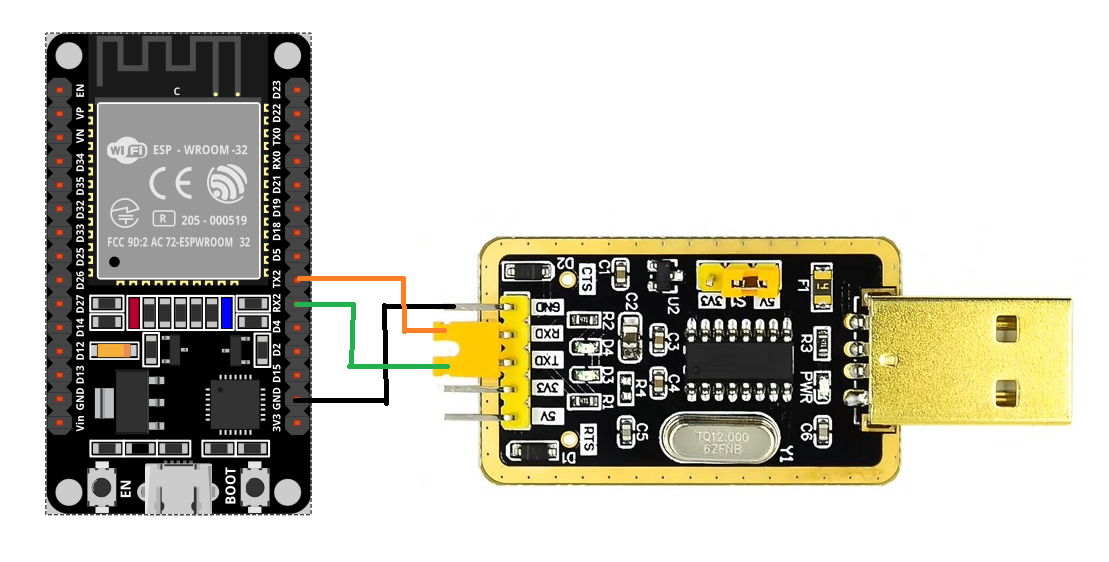 C
EN
VP
VN
D34
D35
D32
D33
D25
D26
D27
D14
D12
D13
GND
Vin
D23
D22
TX0
RX0
D21
D19
D18
D5
TX2
RX2
D4
D2
D15
GND
3V3
WiFi ESP - WROOM -32
CE
R 205 - 000519
FCC 9D:2 AC 72-ESPWROOM 32
EN
BOOT
D2
CTS
C1
U2
3V3
S1
5V
F1
GND
RXD
TXD
3V3
5V
C2
R2
D4
D3
R4
R1
C3
C4
C5
R3
PWR
C6
D1
RTS
TQ12.000
6ZFNB
Y1